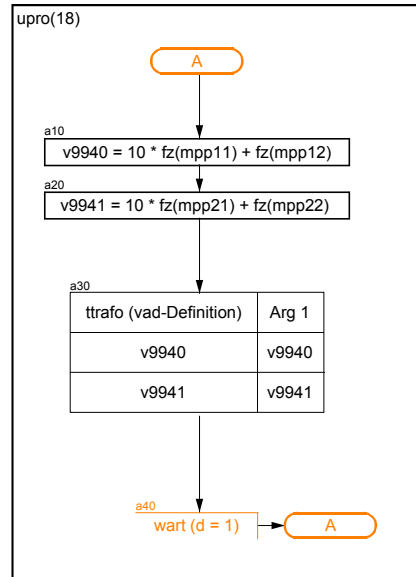 upro(18)
A
a10
v9940 = 10 * fz(mpp11) + fz(mpp12)
a20
v9941 = 10 * fz(mpp21) + fz(mpp22)
a30
ttrafo (vad-Definition) Arg 1
v9940 v9940
v9941 v9941
a40
wart (d = 1) A